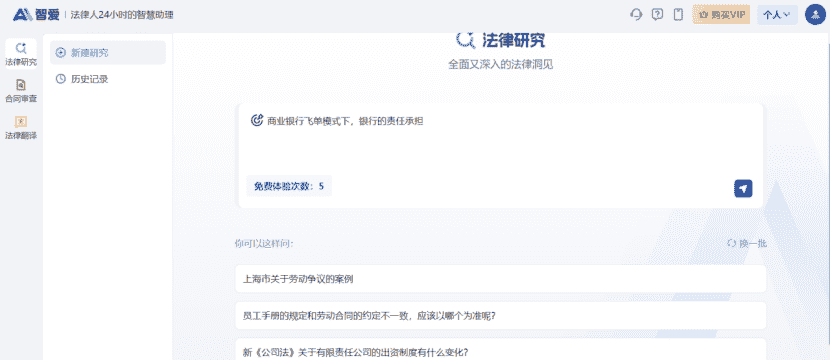 智爱 | 法律人24小时的智慧助理
购买VIP
个人
法律研究
合同审查
法律翻译
新建研究
历史记录
法律研究
全面又深入的法律洞见
商业银行飞单模式下，银行的责任承担
免费体验次数：5
你可以这样问：
换一批
上海市关于劳动争议的案例
员工手册的规定和劳动合同的约定不一致，应该以哪个为准呢?
新《公司法》关于有限责任公司的出资制度有什么变化?